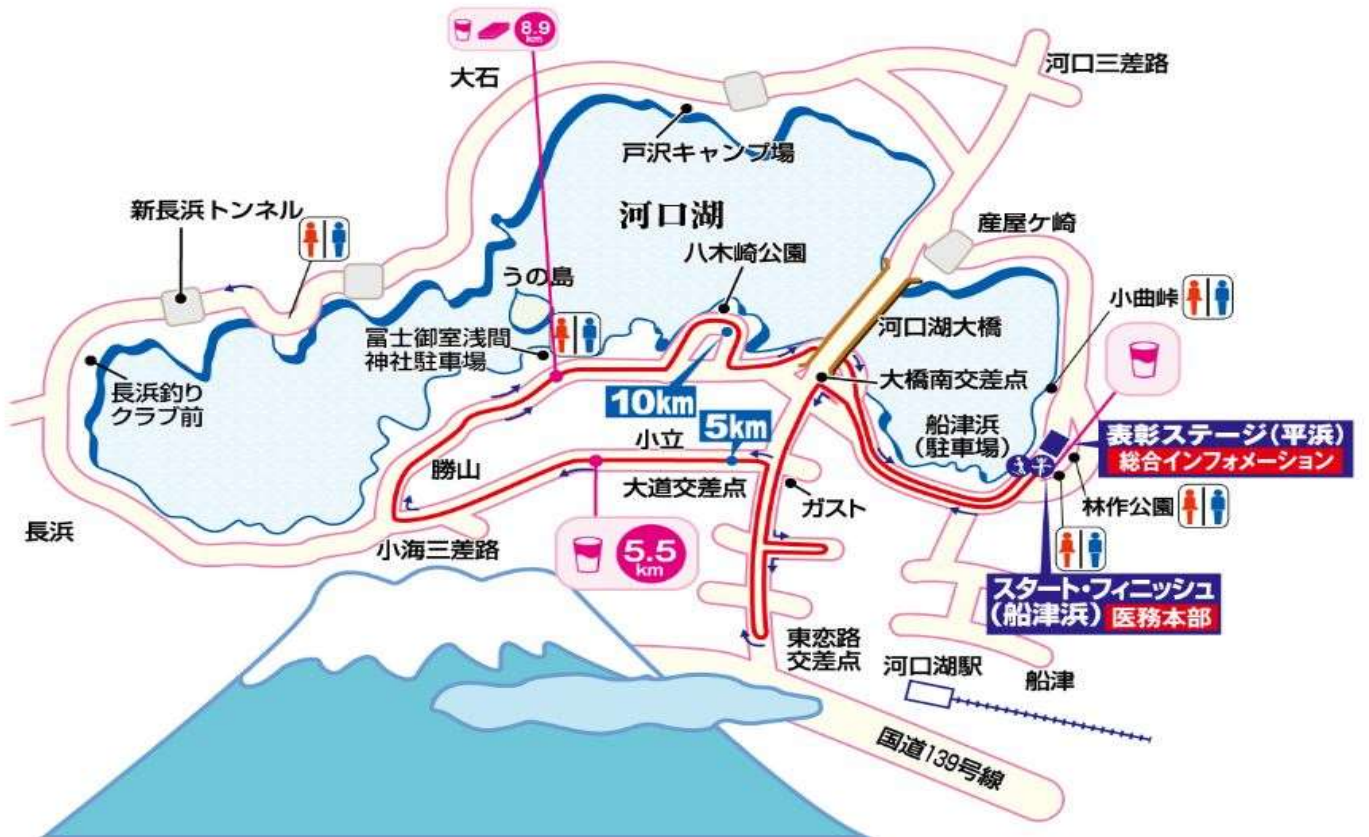 8.9
km
大石
河口三差路
戸沢キャンプ場
新長浜トンネル
河口湖
産屋ケ崎
八木崎公園
うの島
小曲峠
冨士御室浅間
神社駐車場
河口湖大橋
長浜釣り
クラブ前
大橋南交差点
10km
5km
船津浜
(駐車場)
表彰ステージ(平浜)
総合インフォメーション
小立
勝山
大道交差点
ガスト
林作公園
長浜
小海三差路
5.5
km
スタート・フィニッシュ
(船津浜)
医務本部
東恋路
交差点
河口湖駅
船津
国道139号線